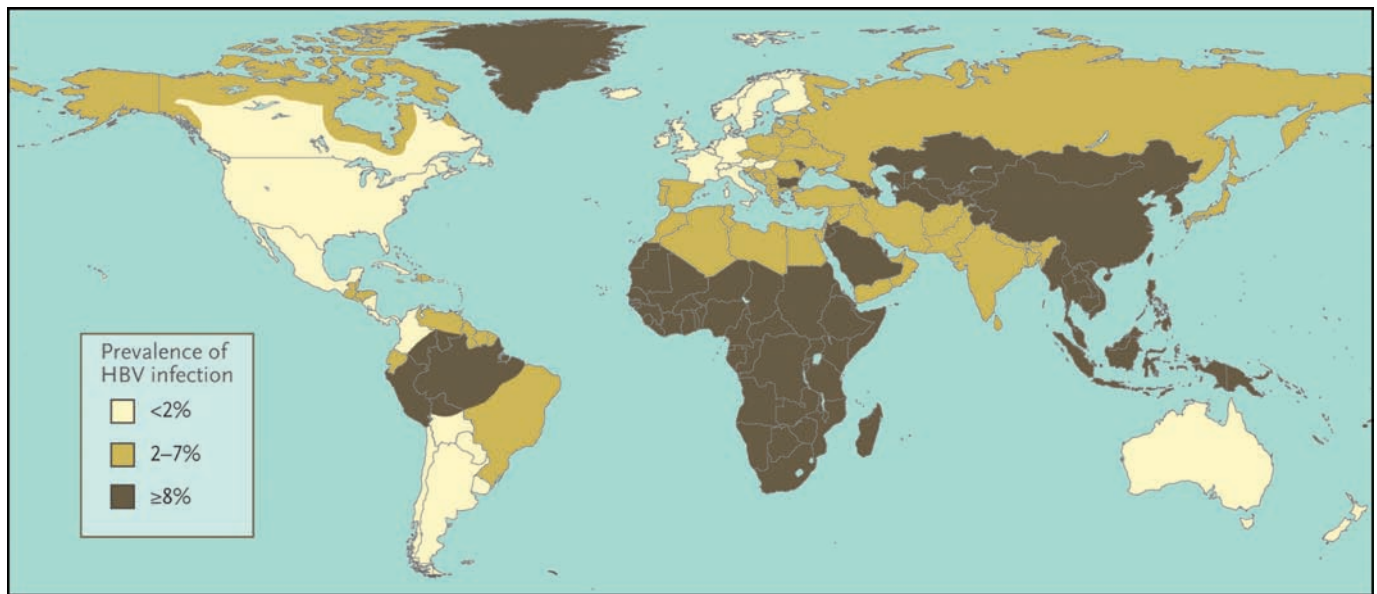 Prevalence of
HBV infection
<2%
2–7%
≥8%